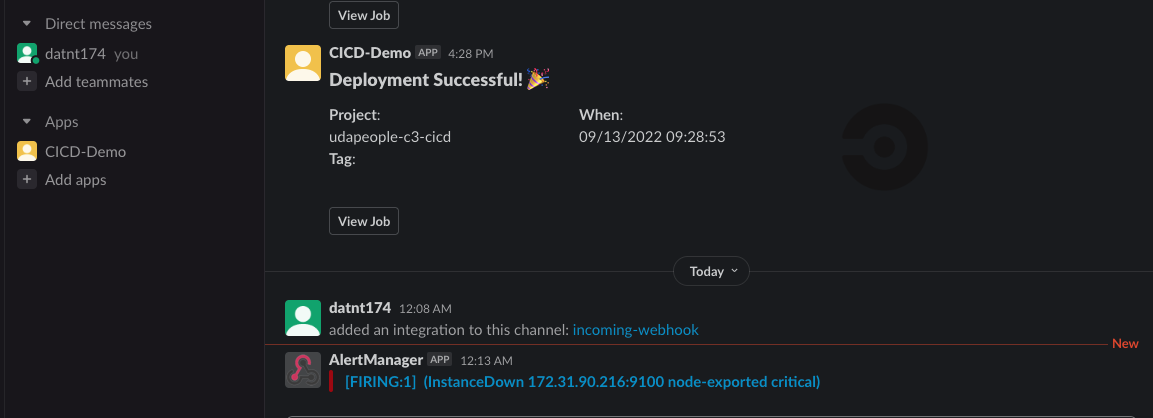 Direct messages
datnt174 you
Add teammates
Apps
CICD-Demo
Add apps
View Job
CICD-Demo APP 4:28 PM
Deployment Successful!
Project: When:
udapeople-c3-cicd 09/13/2022 09:28:53
Tag:
View Job
Today
datnt174 12:08 AM
added an integration to this channel: incoming-webhook
New
AlertManager APP 12:13 AM
[FIRING:1] (InstanceDown 172.31.90.216:9100 node-exported critical)